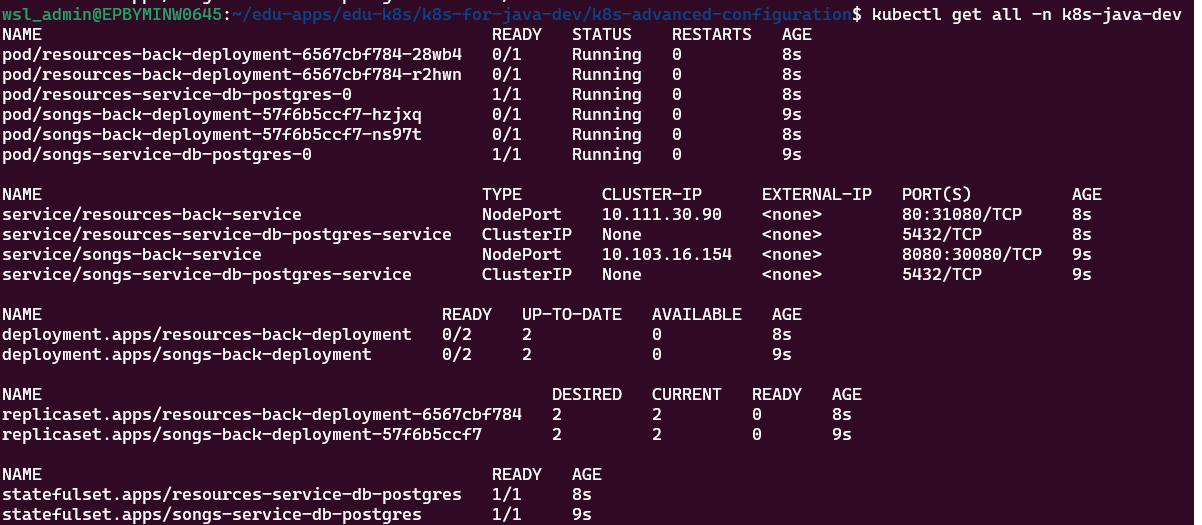 wsl_admin@EPBYMINW0645:~/edu-apps/edu-k8s/k8s-for-java-dev/k8s-advanced-configuration$ kubectl get all -n k8s-java-dev
NAME READY STATUS RESTARTS AGE
pod/resources-back-deployment-6567cbf784-28wb4 0/1 Running 0 8s
pod/resources-back-deployment-6567cbf784-r2hwn 0/1 Running 0 8s
pod/resources-service-db-postgres-0 1/1 Running 0 8s
pod/songs-back-deployment-57f6b5ccf7-hzjxq 0/1 Running 0 9s
pod/songs-back-deployment-57f6b5ccf7-ns97t 0/1 Running 0 8s
pod/songs-service-db-postgres-0 1/1 Running 0 9s
NAME TYPE CLUSTER-IP EXTERNAL-IP PORT(S) AGE
service/resources-back-service NodePort 10.111.30.90 <none> 80:31080/TCP 8s
service/resources-service-db-postgres-service ClusterIP None <none> 5432/TCP 8s
service/songs-back-service NodePort 10.103.16.154 <none> 8080:30080/TCP 9s
service/songs-service-db-postgres-service ClusterIP None <none> 5432/TCP 9s
NAME READY UP-TO-DATE AVAILABLE AGE
deployment.apps/resources-back-deployment 0/2 2 0 8s
deployment.apps/songs-back-deployment 0/2 2 0 9s
NAME DESIRED CURRENT READY AGE
replicaset.apps/resources-back-deployment-6567cbf784 2 2 0 8s
replicaset.apps/songs-back-deployment-57f6b5ccf7 2 2 0 9s
NAME READY AGE
statefulset.apps/resources-service-db-postgres 1/1 8s
statefulset.apps/songs-service-db-postgres 1/1 9s